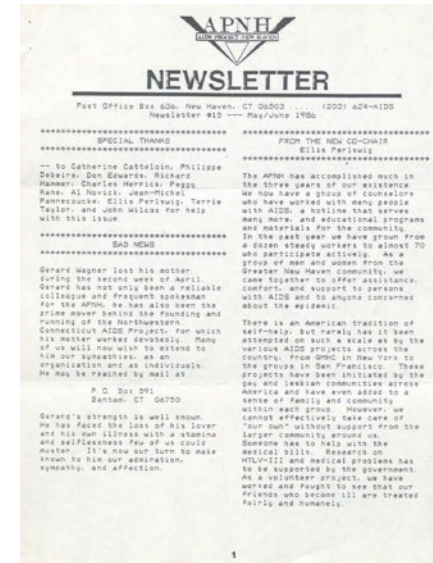 APNH
AIDS PROJECT NEW HAVEN
NEWSLETTER
Post Office Box 636, New Haven, CT 06503 ..... (203) 624-AIDS
Newsletter #15 --- May/June 1986
SPECIAL THANKS
-- to Catherine Catteloin, Philippe
Debeire, Don Edwards, Richard
Hammer, Charles Herrick, Peggy
Kane, Al Novick, Jean-Michel
Pannecoucke, Ellis Perlswig, Terrie
Taylor, and John Wilcox for help
with this issue.
BAD NEWS
Gerard Wagner lost his mother
during the second week of April.
Gerard has not only been a reliable
colleague and frequent spokesman
for the APNH, he has also been the
prime mover behind the founding and
running of the Northwestern
Connecticut AIDS Project, for which
his mother worked devotedly. Many
of us will now wish to extend to
him our sympathies, as an
organization and as individuals.
He may be reached by mail at
P.O. Box 591
Bantam, CT 06750
Gerard's strength is well known.
He has faced the loss of his lover
and his own illness with a stamina
and selflessness few of us could
muster. It's now our turn to make
known to him our admiration,
sympathy, and affection.
FROM THE NEW CO-CHAIR
Ellis Perlswig
The APNH has accomplished much in
the three years of our existence.
We now have a group of counselors
who have worked with many people
with AIDS, a hotline that serves
many more, and educational programs
and materials for the community.
In the past year we have grown from
a dozen steady workers to almost 70
who participate actively. As a
group of men and women from the
Greater New Haven community, we
came together to offer assistance,
comfort, and support to persons
with AIDS and to anyone concerned
about the epidemic.
There is an American tradition of
self-help, but rarely has it been
attempted on such a scale as by the
various AIDS projects across the
country, from GMHC in New York to
the groups in San Francisco. These
projects have been initiated by the
gay and lesbian communities across
America and have even added to a
sense of family and community
within each group. However, we
cannot effectively take care of
"our own" without support from the
larger community around us.
Someone has to help with the
medical bills. Research on
HTLV-III and medical problems has
to be supported by the government.
As a volunteer project, we have
worked and fought to see that our
friends who become ill are treated
fairly and humanely.
1